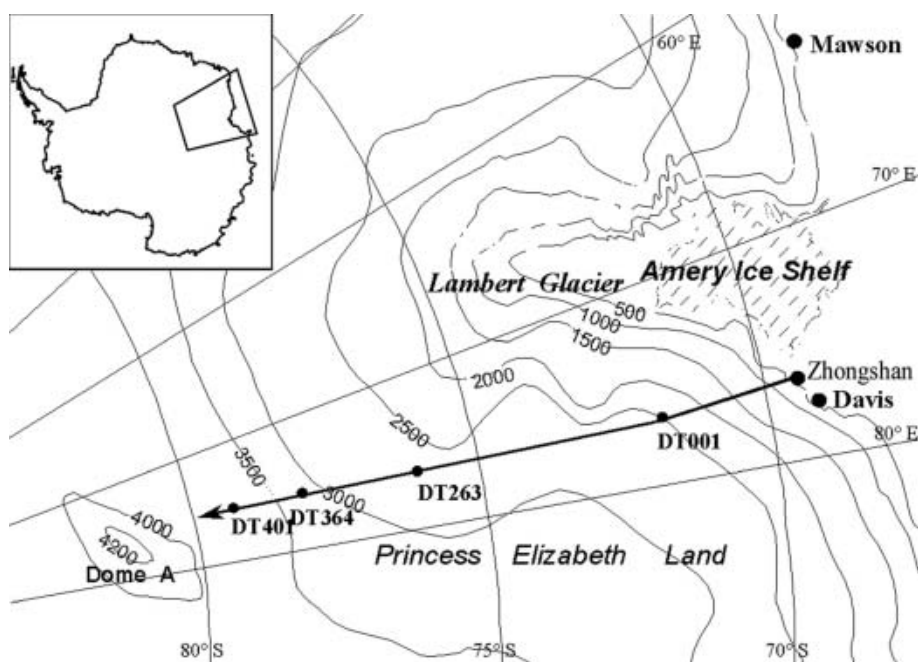 60° E
Mawson
70° E
Lambert Glacier
Amery Ice Shelf
500
1000
1500
2000
2500
3000
3500
4000
4200
Zhongshan
Davis
80° E
DT001
DT263
DT364
DT401
Princess Elizabeth Land
Dome A
80° S
75° S
70° S